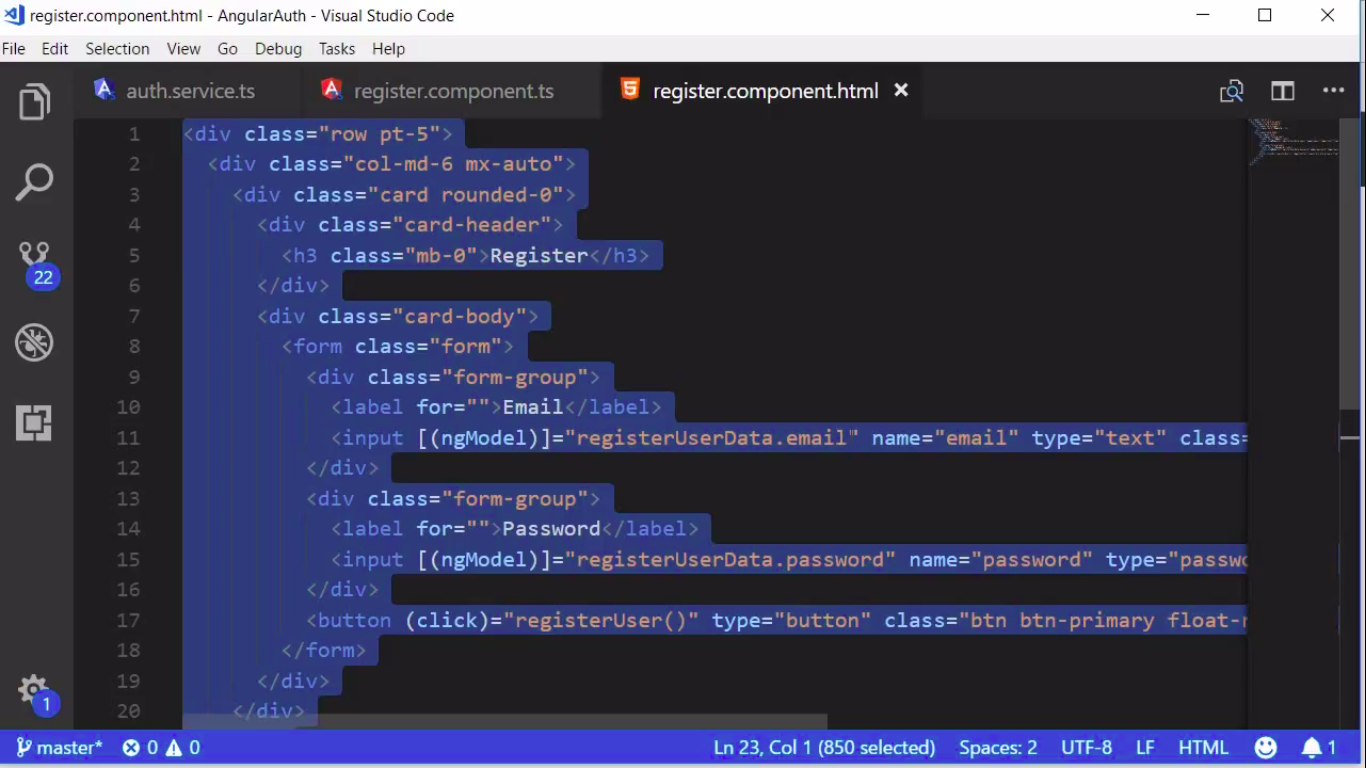 register.component.html - AngularAuth - Visual Studio Code
File Edit Selection View Go Debug Tasks Help
auth.service.ts register.component.ts register.component.html
1 <div class="row pt-5">
2 <div class="col-md-6 mx-auto">
3 <div class="card rounded-0">
4 <div class="card-header">
5 <h3 class="mb-0">Register</h3>
6 </div>
7 <div class="card-body">
8 <form class="form">
9 <div class="form-group">
10 <label for="">Email</label>
11 <input [(ngModel)]="registerUserData.email" name="email" type="text" class=
12 </div>
13 <div class="form-group">
14 <label for="">Password</label>
15 <input [(ngModel)]="registerUserData.password" name="password" type="passw
16 </div>
17 <button (click)="registerUser()" type="button" class="btn btn-primary float-
18 </form>
19 </div>
20 </div>
22
1
master* 0 0 Ln 23, Col 1 (850 selected) Spaces: 2 UTF-8 LF HTML 1